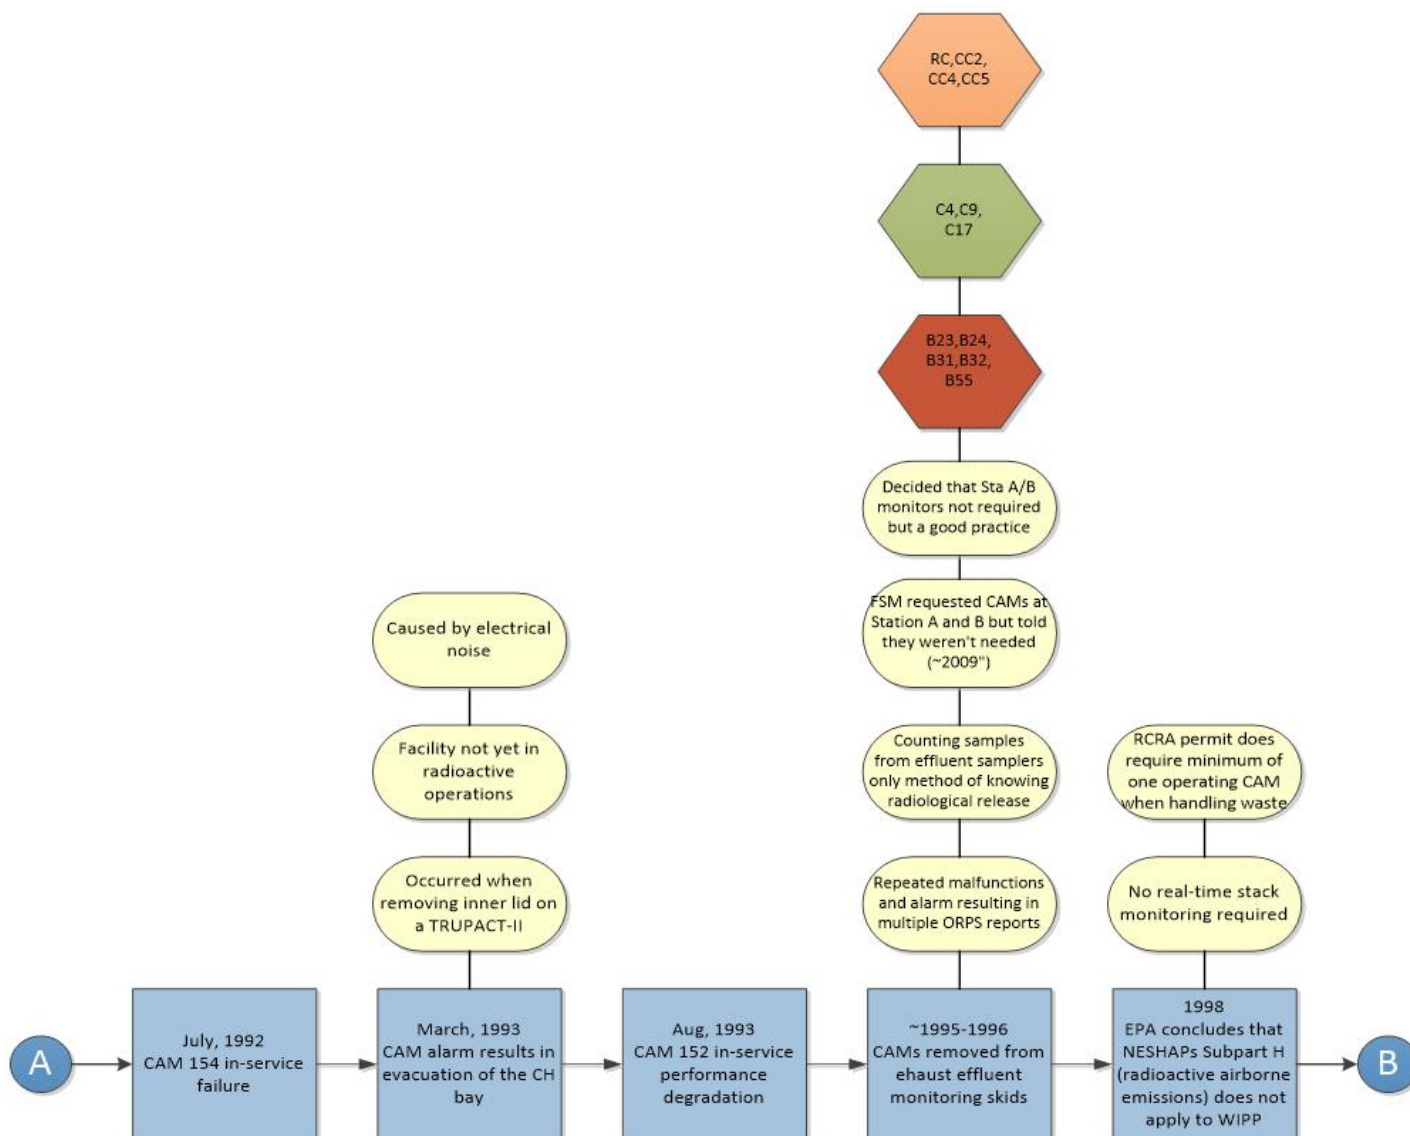 RC,CC2,
CC4,CC5
C4,C9,
C17
B23,B24,
B31,B32,
B55
Decided that Sta A/B
monitors not required
but a good practice
FSM requested CAMs at
Station A and B but told
they weren't needed
(~2009")
Caused by electrical
noise
Facility not yet in
radioactive
operations
Counting samples
from effluent samplers
only method of knowing
radiological release
RCRA permit does
require minimum of
one operating CAM
when handling waste
Occurred when
removing inner lid on
a TRUPACT-II
Repeated malfunctions
and alarm resulting in
multiple ORPS reports
No real-time stack
monitoring required
A
July, 1992
CAM 154 in-service
failure
March, 1993
CAM alarm results in
evacuation of the CH
bay
Aug, 1993
CAM 152 in-service
performance
degradation
~1995-1996
CAMs removed from
ehaust effluent
monitoring skids
1998
EPA concludes that
NESHAPs Subpart H
(radioactive airborne
emissions) does not
apply to WIPP
B